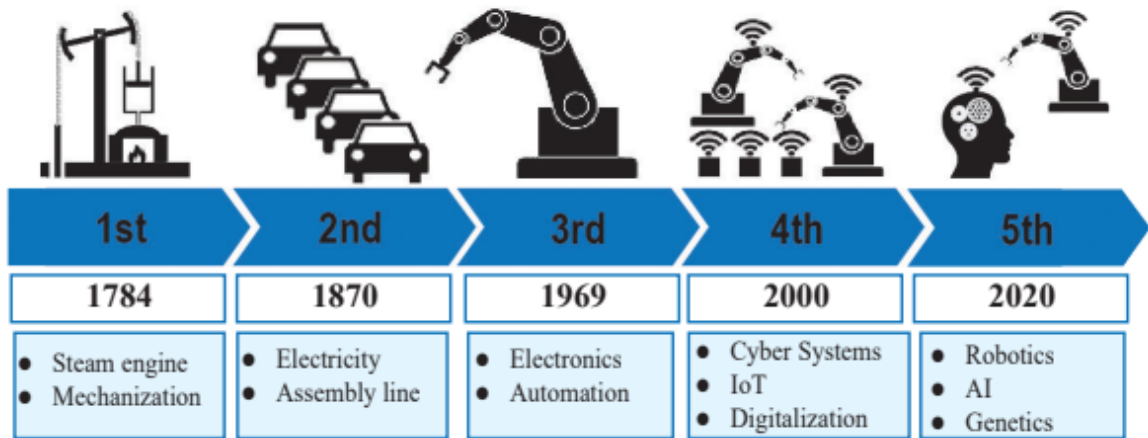 1st
2nd
3rd
4th
5th
1784
1870
1969
2000
2020
● Steam engine
● Mechanization
● Electricity
● Assembly line
● Electronics
● Automation
● Cyber Systems
● IoT
● Digitalization
● Robotics
● AI
● Genetics